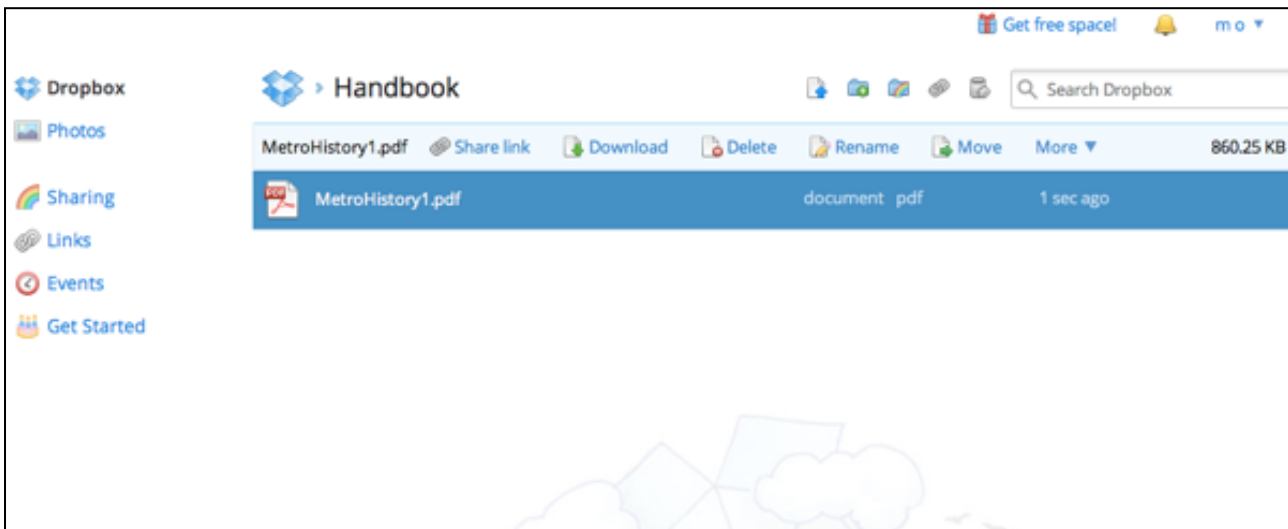 Get free space! m o ▼
Dropbox
Photos
Sharing
Links
Events
Get Started
› Handbook
Search Dropbox
MetroHistory1.pdf Share link Download Delete Rename Move More ▼ 860.25 KB
PDF MetroHistory1.pdf document pdf 1 sec ago